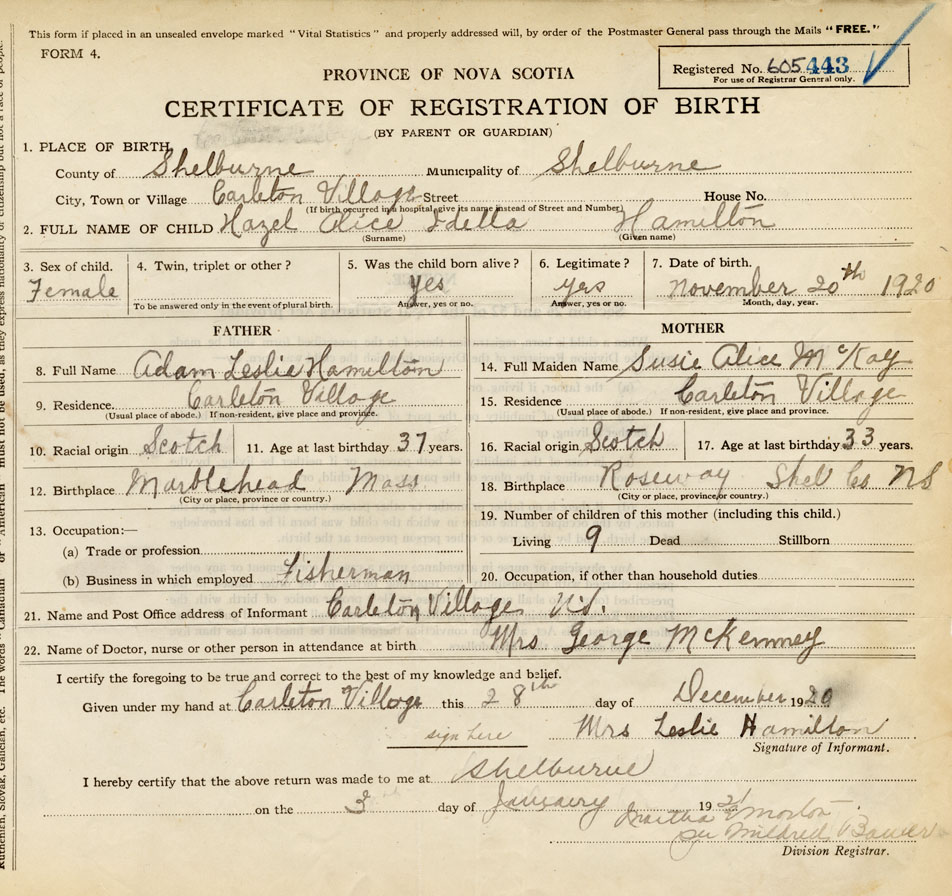 This form if placed in an unsealed envelope marked "Vital Statistics" and properly addressed will, by order of the Postmaster General pass through the Mails "FREE."
FORM 4.
Registered No. 605443
For use of Registrar General only.
PROVINCE OF NOVA SCOTIA
CERTIFICATE OF REGISTRATION OF BIRTH
(BY PARENT OR GUARDIAN)
1. PLACE OF BIRTH,
County of Shelburne Municipality of Shelburne
City, Town or Village Carleton Village Street House No.
(If birth occurred in a hospital, give its name instead of Street and Number)
2. FULL NAME OF CHILD Hazel Alice Idella Hamilton
(Surname) (Given name)
3. Sex of child. 4. Twin, triplet or other? 5. Was the child born alive? 6. Legitimate? 7. Date of birth.
Female yes yes November 20th 1920
To be answered only in the event of plural birth. Answer, yes or no. Answer, yes or no. Month, day, year.
FATHER MOTHER
8. Full Name Adam Leslie Hamilton 14. Full Maiden Name Susie Alice McKay
9. Residence. Carleton Village 15. Residence Carleton Village
(Usual place of abode.) If non-resident, give place and province. (Usual place of abode.) If non-resident, give place and province.
10. Racial origin Scotch 11. Age at last birthday 37 years. 16. Racial origin Scotch 17. Age at last birthday 33 years.
12. Birthplace Marblehead Mass. 18. Birthplace Roseway Shel Co NS
(City or place, province or country.) (City or place, province, or country.)
13. Occupation:— 19. Number of children of this mother (including this child.)
(a) Trade or profession Living 9 Dead Stillborn
(b) Business in which employed Fisherman 20. Occupation, if other than household duties
21. Name and Post Office address of Informant Carleton Village N.S.
22. Name of Doctor, nurse or other person in attendance at birth Mrs George McKenney
I certify the foregoing to be true and correct to the best of my knowledge and belief.
Given under my hand at Carleton Village this 28th day of December 1920
sign here Mrs Leslie Hamilton
Signature of Informant.
I hereby certify that the above return was made to me at Shelburne
on the 3 day of January 1921
Martha Morton
per Mildred Bower
Division Registrar.